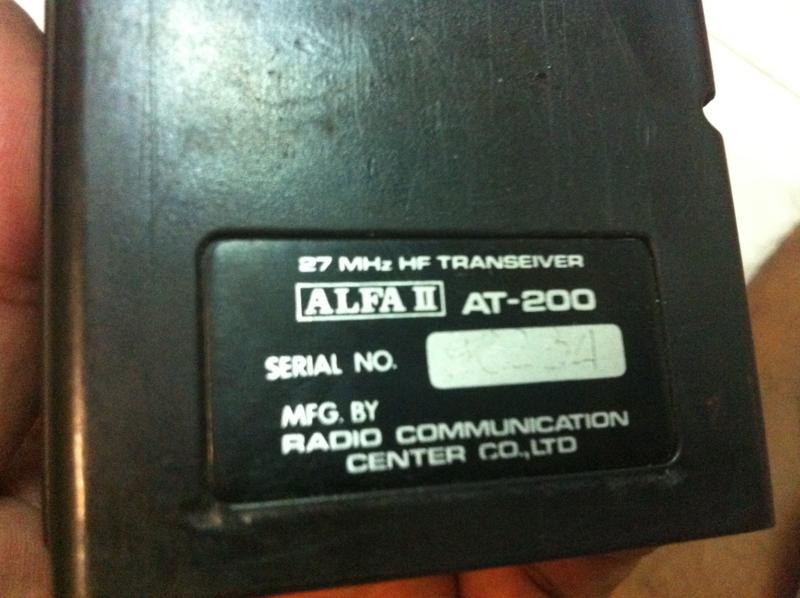 27 MHz HF TRANSEIVER
ALFA II AT-200
SERIAL NO.
MFG. BY
RADIO COMMUNICATION
CENTER CO.,LTD